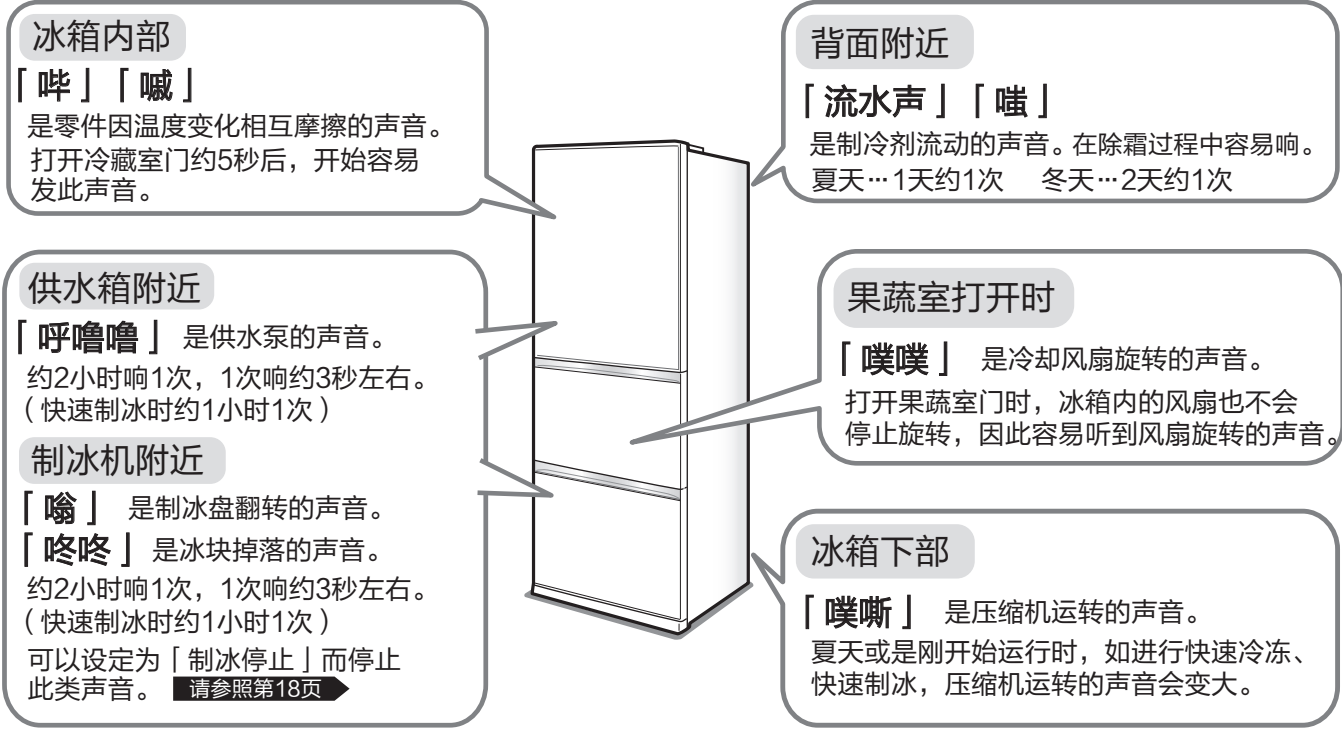 冰箱内部
「哔」「嘁」
是零件因温度变化相互摩擦的声音。
打开冷藏室门约5秒后，开始容易
发此声音。
供水箱附近
「呼噜噜」 是供水泵的声音。
约2小时响1次，1次响约3秒左右。
（快速制冰时约1小时1次）
制冰机附近
「嗡」 是制冰盘翻转的声音。
「咚咚」 是冰块掉落的声音。
约2小时响1次，1次响约3秒左右。
（快速制冰时约1小时1次）
可以设定为「制冰停止」而停止
此类声音。 请参照第18页
背面附近
「流水声」「嗤」
是制冷剂流动的声音。在除霜过程中容易响。
夏天…1天约1次 冬天…2天约1次
果蔬室打开时
「噗噗」 是冷却风扇旋转的声音。
打开果蔬室门时，冰箱内的风扇也不会
停止旋转，因此容易听到风扇旋转的声音。
冰箱下部
「噗嘶」 是压缩机运转的声音。
夏天或是刚开始运行时，如进行快速冷冻、
快速制冰，压缩机运转的声音会变大。